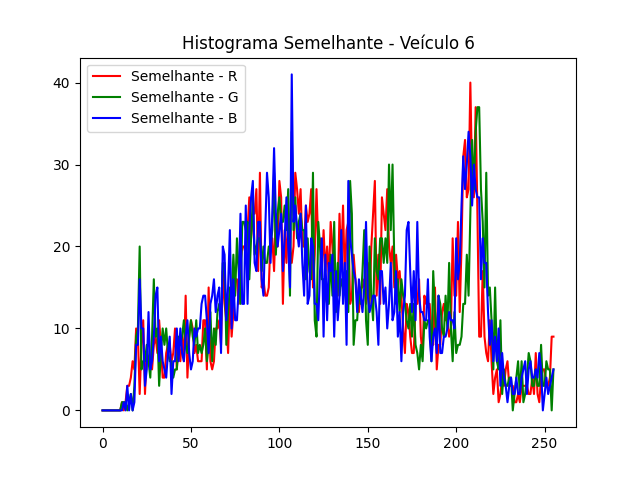 Histograma Semelhante - Veículo 6
Semelhante - R
Semelhante - G
Semelhante - B
40
30
20
10
0
0 50 100 150 200 250